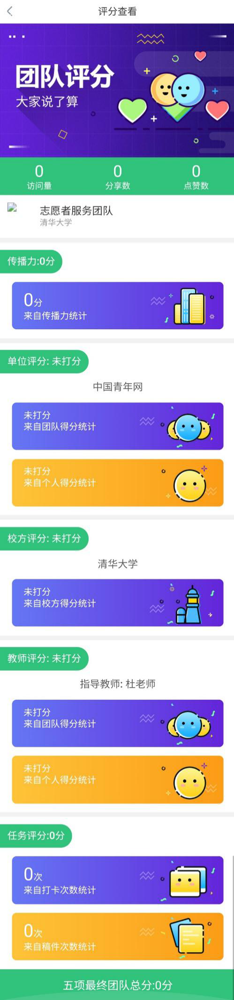 评分查看
团队评分
大家说了算
0 0 0
访问量 分享数 点赞数
志愿者服务团队
清华大学
传播力:0分
0分
来自传播力统计
单位评分: 未打分
中国青年网
未打分
来自团队得分统计
未打分
来自个人得分统计
校方评分: 未打分
清华大学
未打分
来自校方得分统计
教师评分: 未打分
指导教师: 杜老师
未打分
来自团队得分统计
未打分
来自个人得分统计
任务评分:0分
0次
来自打卡次数统计
0次
来自稿件次数统计
五项最终团队总分:0分